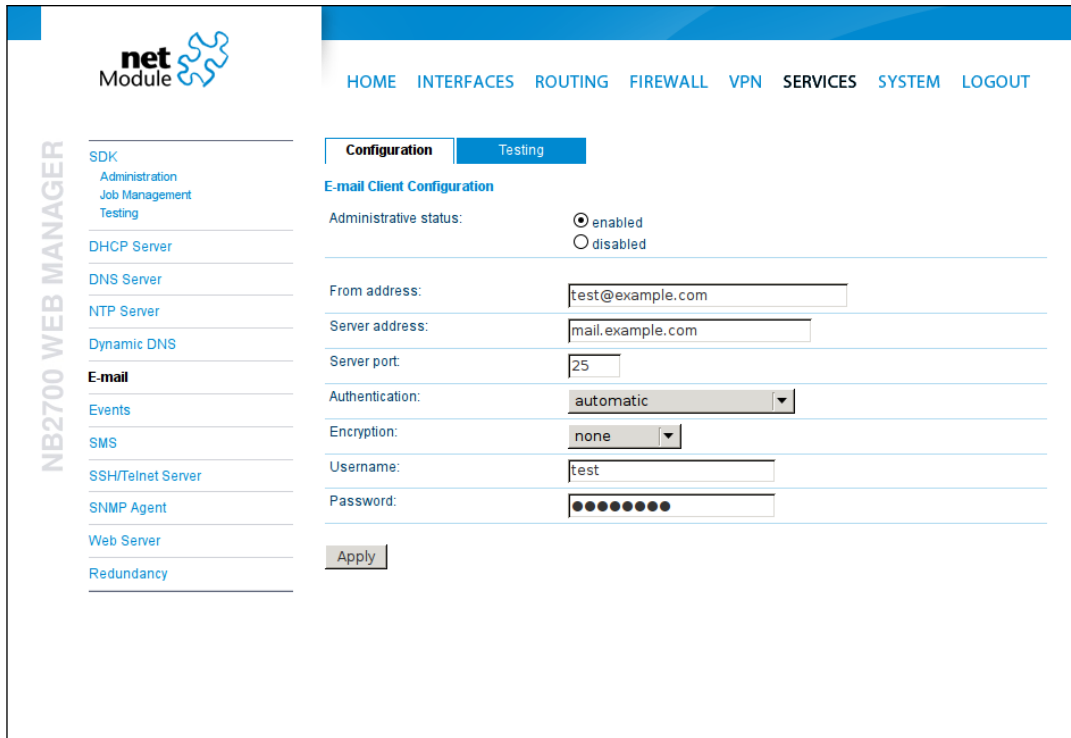 net
Module
HOME INTERFACES ROUTING FIREWALL VPN SERVICES SYSTEM LOGOUT
NB2700 WEB MANAGER
SDK
Administration
Job Management
Testing
DHCP Server
DNS Server
NTP Server
Dynamic DNS
E-mail
Events
SMS
SSH/Telnet Server
SNMP Agent
Web Server
Redundancy
Configuration Testing
E-mail Client Configuration
Administrative status: enabled
disabled
From address: test@example.com
Server address: mail.example.com
Server port: 25
Authentication: automatic
Encryption: none
Username: test
Password: ●●●●●●●●
Apply